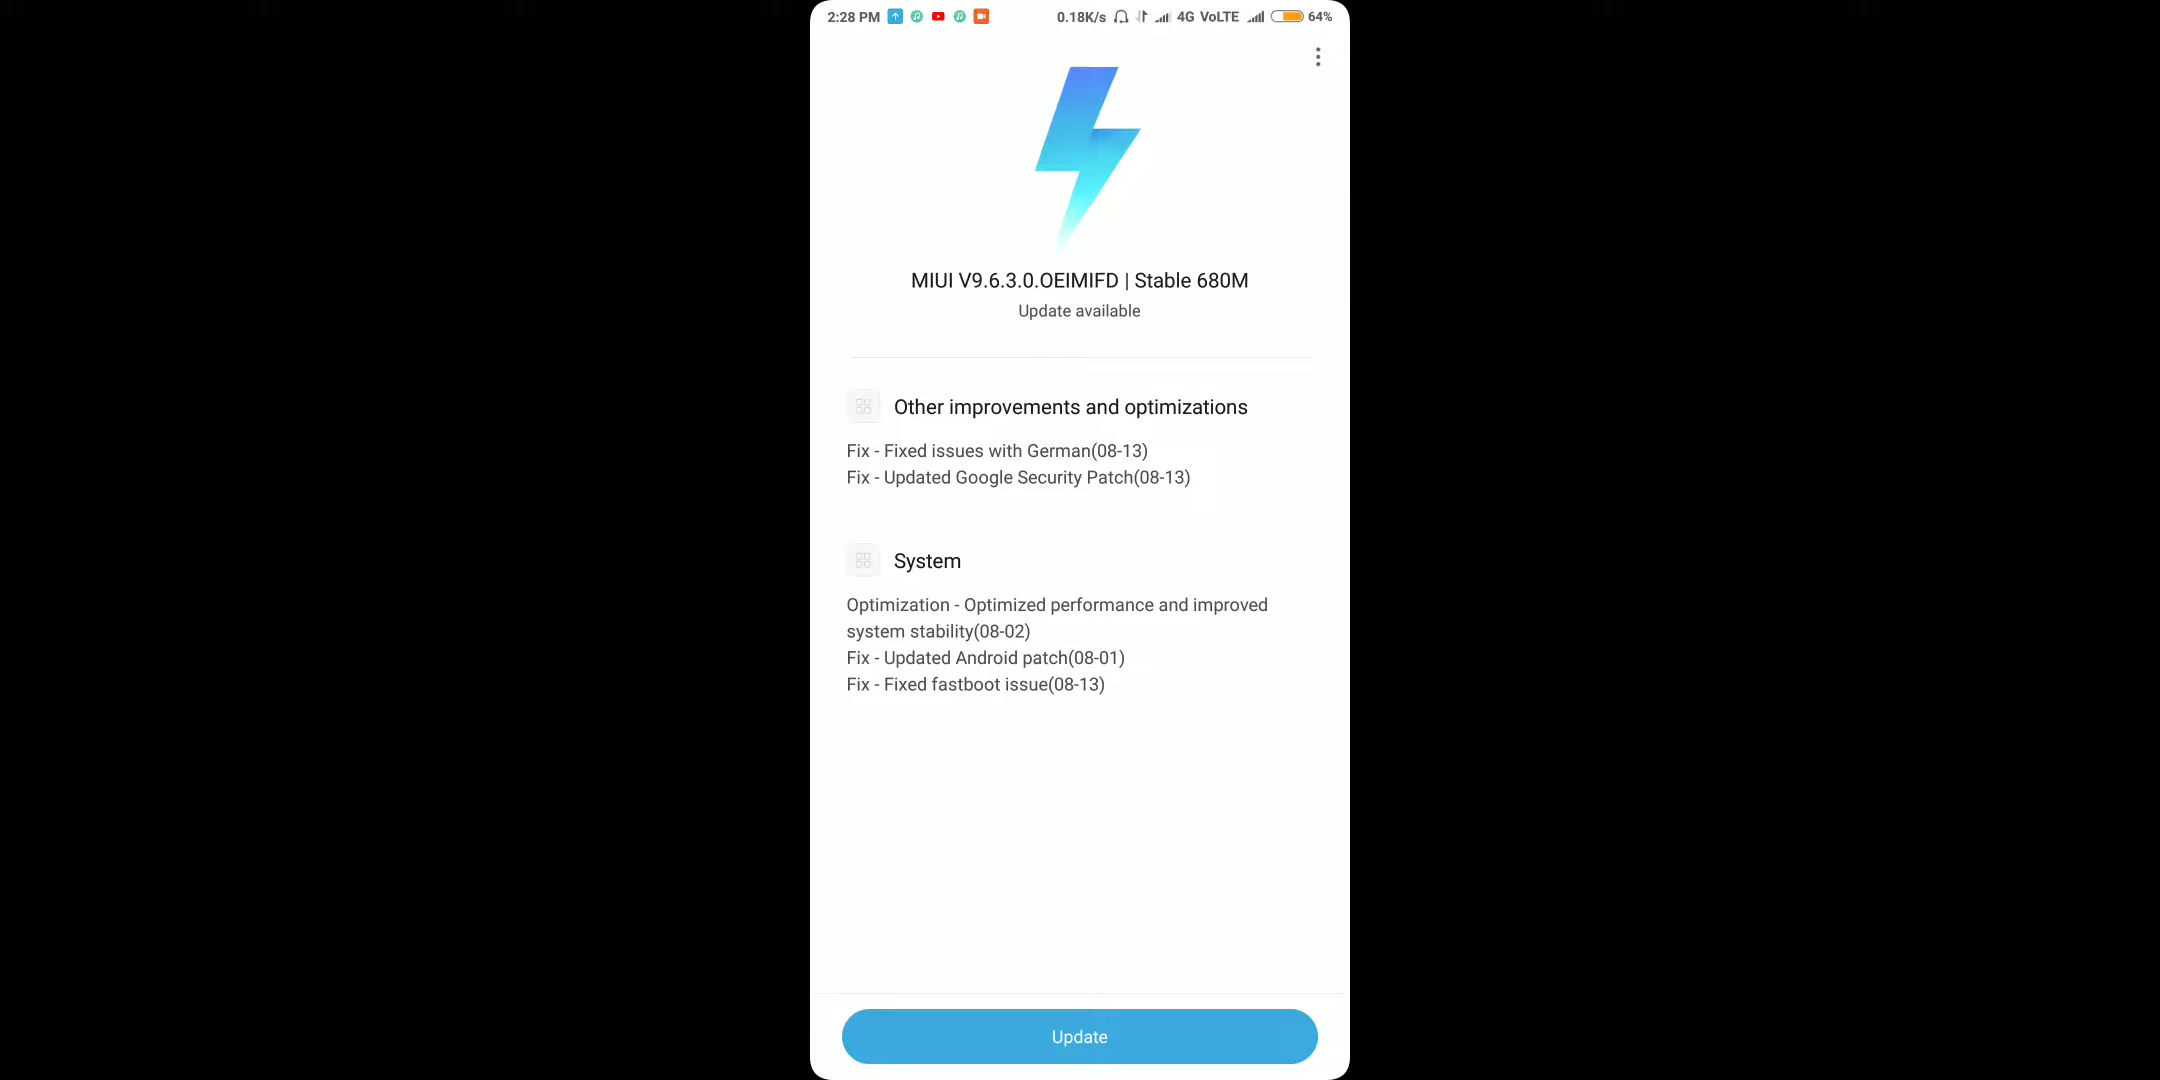 2:28 PM 0.18K/s 4G VoLTE 64%
MIUI V9.6.3.0.OEIMIFD | Stable 680M
Update available
Other improvements and optimizations
Fix - Fixed issues with German(08-13)
Fix - Updated Google Security Patch(08-13)
System
Optimization - Optimized performance and improved
system stability(08-02)
Fix - Updated Android patch(08-01)
Fix - Fixed fastboot issue(08-13)
Update